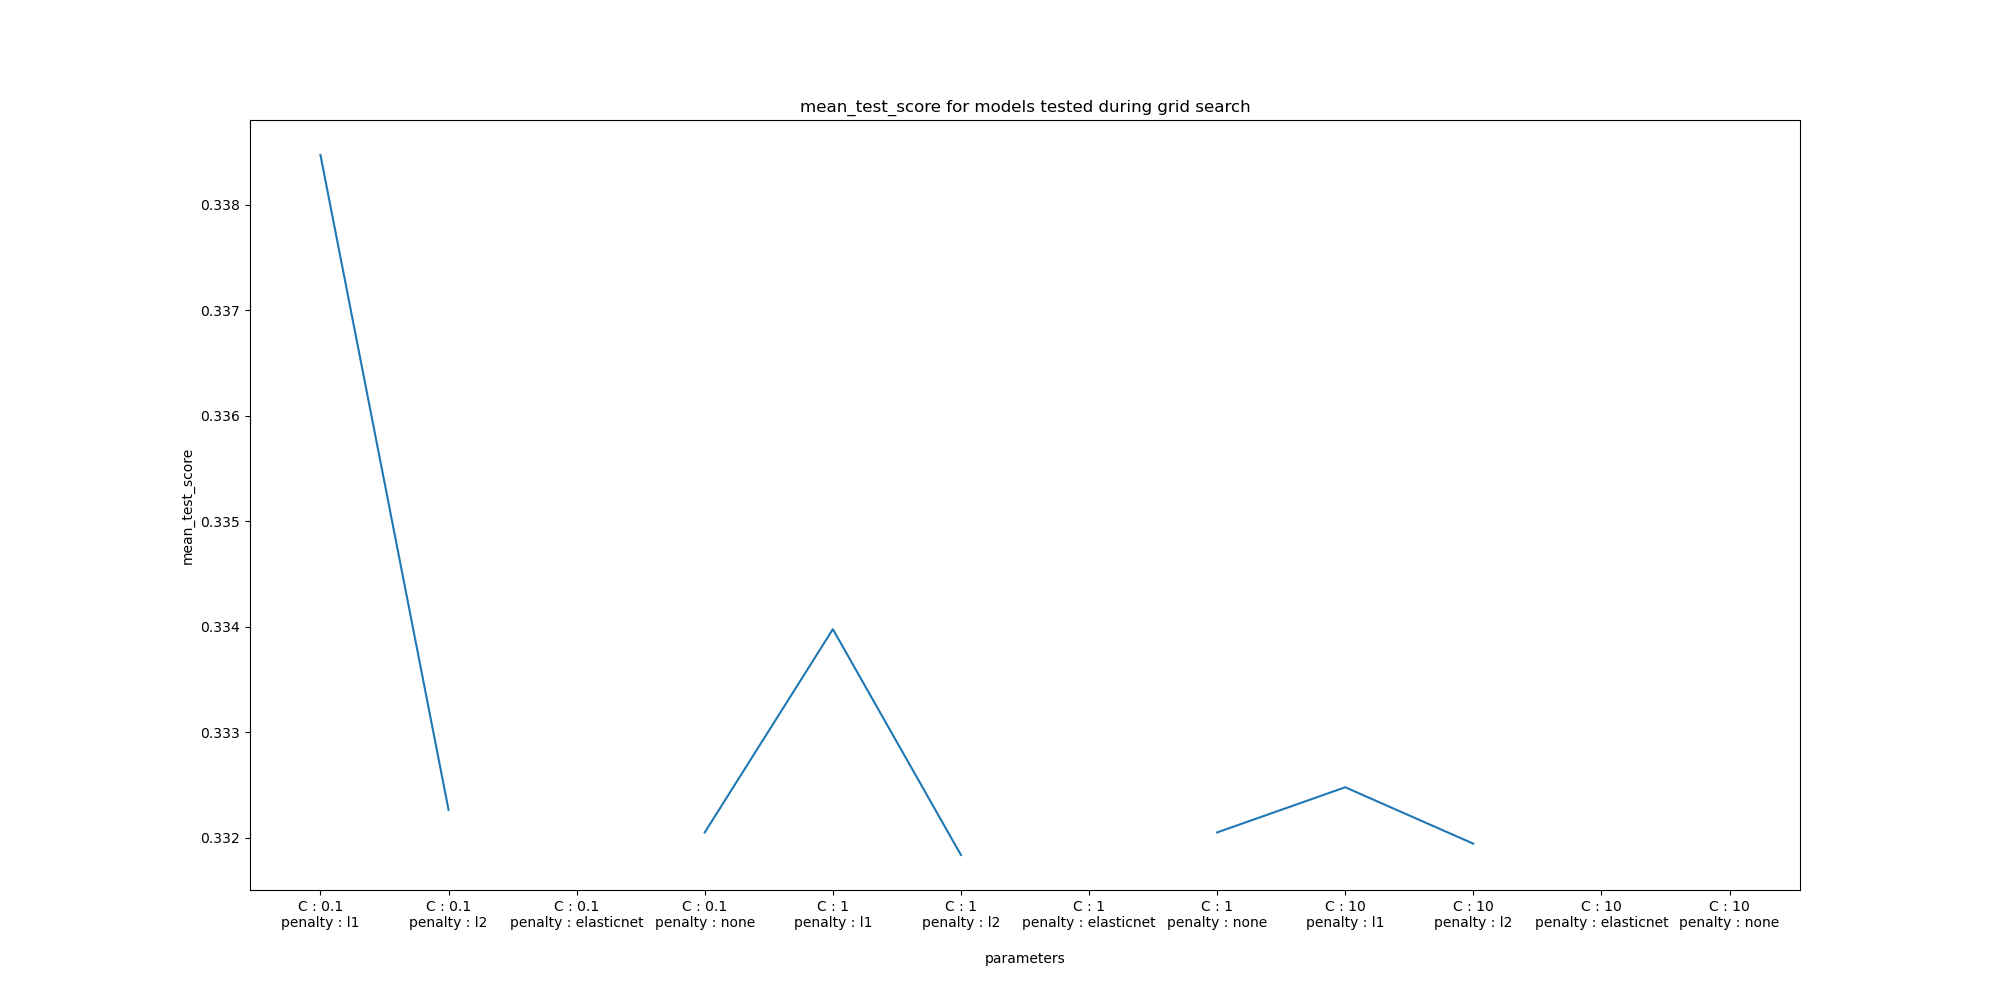 mean_test_score for models tested during grid search
mean_test_score
0.338
0.337
0.336
0.335
0.334
0.333
0.332
C : 0.1
penalty : l1
C : 0.1
penalty : l2
C : 0.1
penalty : elasticnet
C : 0.1
penalty : none
C : 1
penalty : l1
C : 1
penalty : l2
C : 1
penalty : elasticnet
C : 1
penalty : none
C : 10
penalty : l1
C : 10
penalty : l2
C : 10
penalty : elasticnet
C : 10
penalty : none
parameters